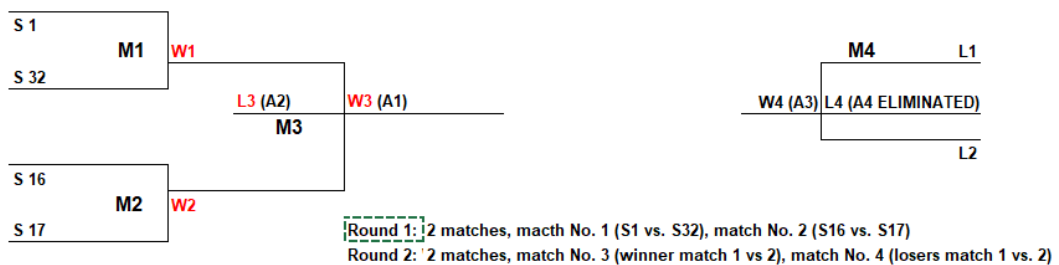 S 1
M1
W1
S 32
L3 (A2)
W3 (A1)
M3
S 16
M2
W2
S 17
M4
L1
W4 (A3)
L4 (A4 ELIMINATED)
L2
Round 1: 2 matches, macth No. 1 (S1 vs. S32), match No. 2 (S16 vs. S17)
Round 2: 2 matches, match No. 3 (winner match 1 vs 2), match No. 4 (losers match 1 vs. 2)